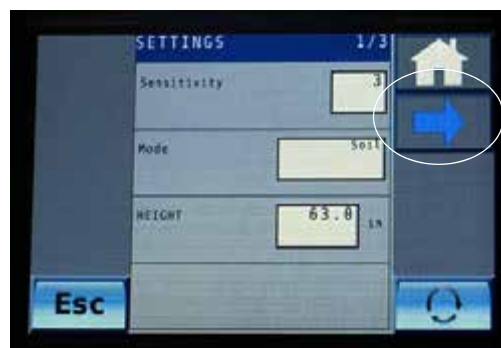 SETTINGS 1/3
Sensitivity 3
Mode Soil
HEIGHT 63.0 in
Esc